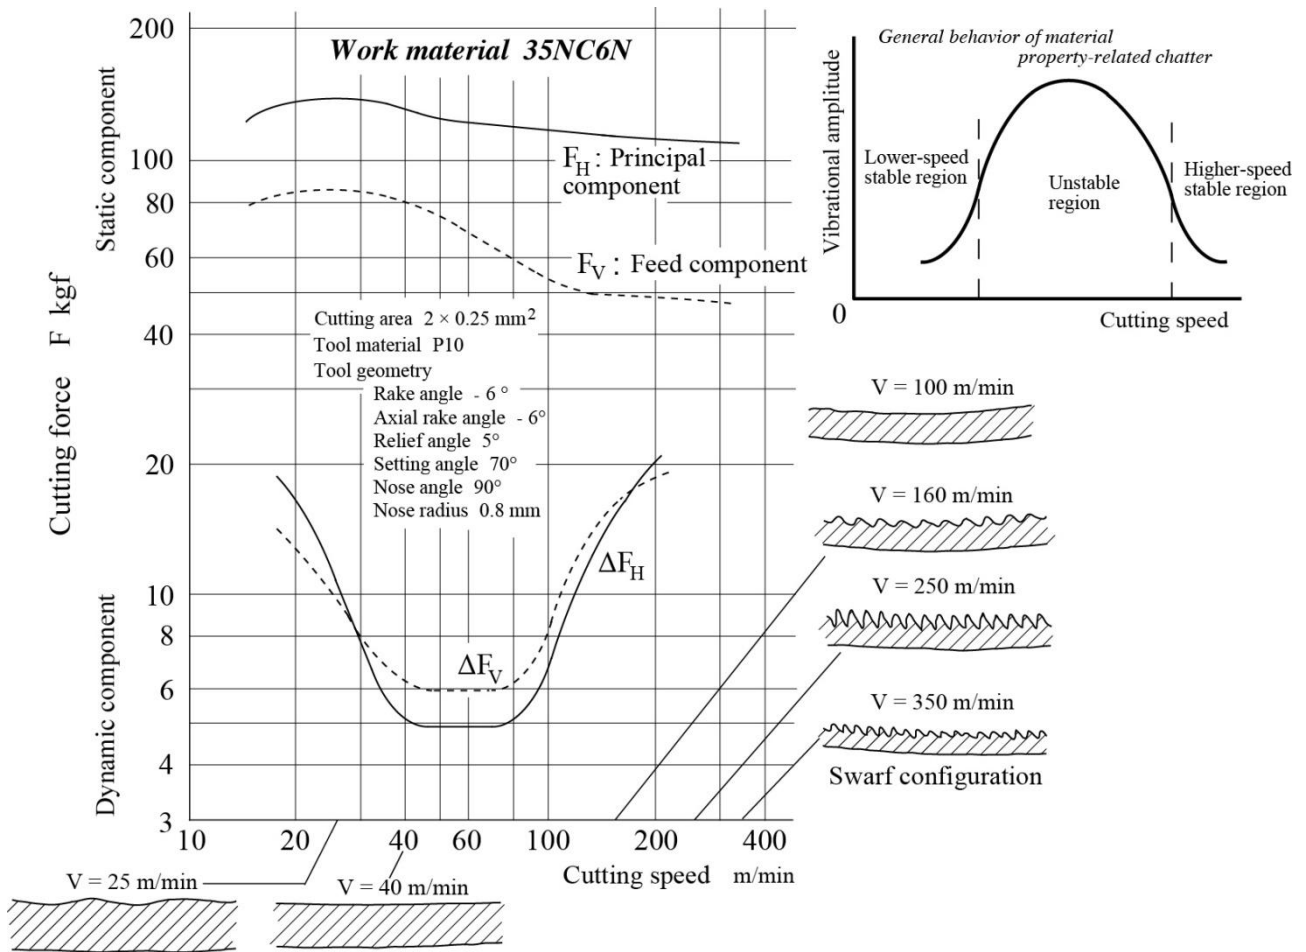 Work material 35NC6N
Cutting force F kgf
Static component
Dynamic component
200
100
80
60
40
20
10
8
6
4
3
F_H : Principal
component
F_V : Feed component
Cutting area 2 × 0.25 mm²
Tool material P10
Tool geometry
Rake angle - 6 °
Axial rake angle - 6°
Relief angle 5°
Setting angle 70°
Nose angle 90°
Nose radius 0.8 mm
ΔF_H
ΔF_V
10
20
40
60
100
200
400
Cutting speed m/min
V = 25 m/min
V = 40 m/min
General behavior of material
property-related chatter
Vibrational amplitude
Lower-speed
stable region
Unstable
region
Higher-speed
stable region
0
Cutting speed
V = 100 m/min
V = 160 m/min
V = 250 m/min
V = 350 m/min
Swarf configuration